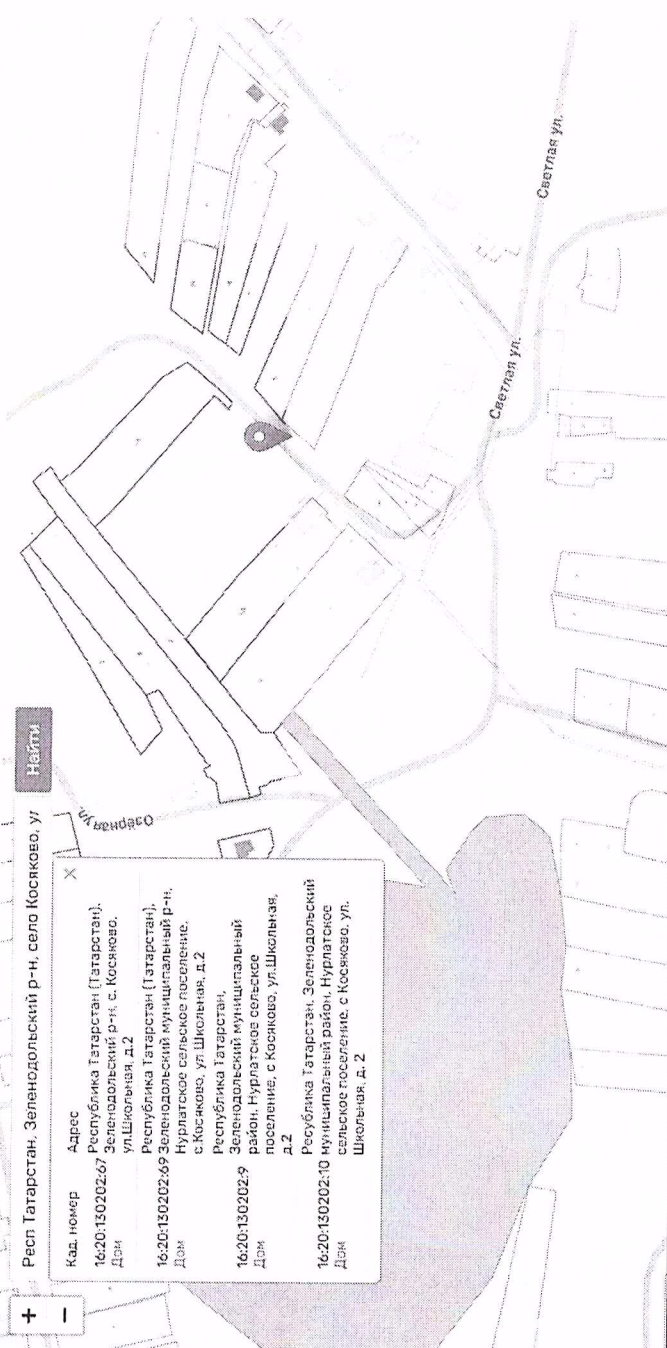 +
−
Респ Татарстан, Зеленодольский р-н, село Косяково, ул
Найти
Кад. номер Адрес
16:20:130202:67 Республика Татарстан (Татарстан),
Дом Зеленодольский р-н, с. Косяково,
ул.Школьная, д.2
Республика Татарстан (Татарстан),
16:20:130202:69 Зеленодольский муниципальный р-н,
Дом Нурлатское сельское поселение,
с.Косяково, ул Школьная, д.2
Республика Татарстан,
Зеленодольский муниципальный
16:20:130202:9 район, Нурлатское сельское
Дом поселение, с Косяково, ул.Школьная,
д.2
Ресублика Татарстан, Зеленодольский
16:20:130202:10 муниципальный район, Нурлатское
Дом сельское поселение, с Косяково, ул.
Школьная, д. 2
Озёрная ул.
Светлая ул.
Светлая ул.